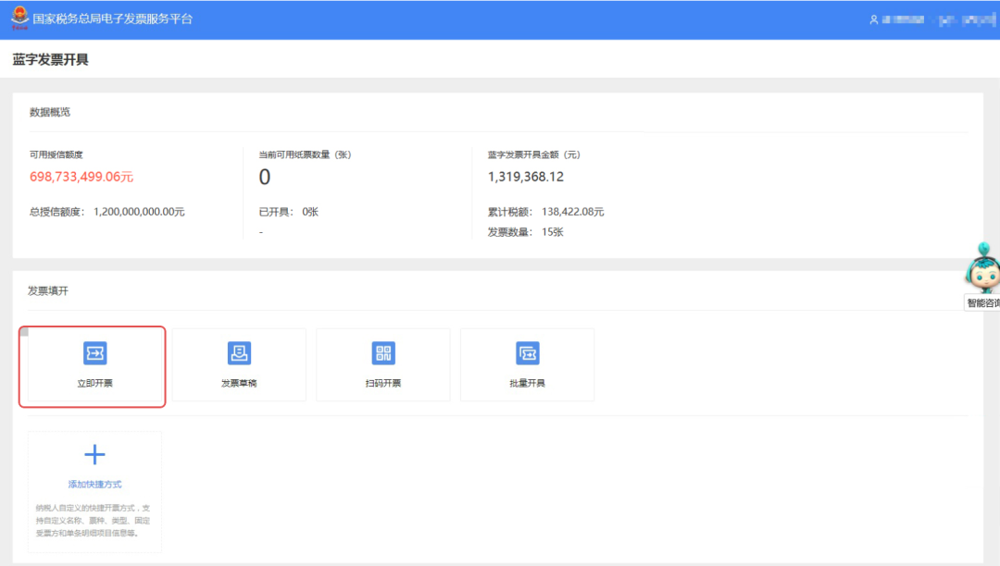 国家税务总局电子发票服务平台
蓝字发票开具
数据概览
可用授信额度
698,733,499.06元
总授信额度： 1,200,000,000.00元
当前可用纸票数量（张）
0
已开具： 0张
-
蓝字发票开具金额（元）
1,319,368.12
累计税额： 138,422.08元
发票数量： 15张
智能咨询
发票填开
立即开票
发票草稿
扫码开票
批量开具
添加快捷方式
纳税人自定义的快捷开票方式，支
持自定义名称、票种、类型、固定
受票方和单条明细项目信息等。